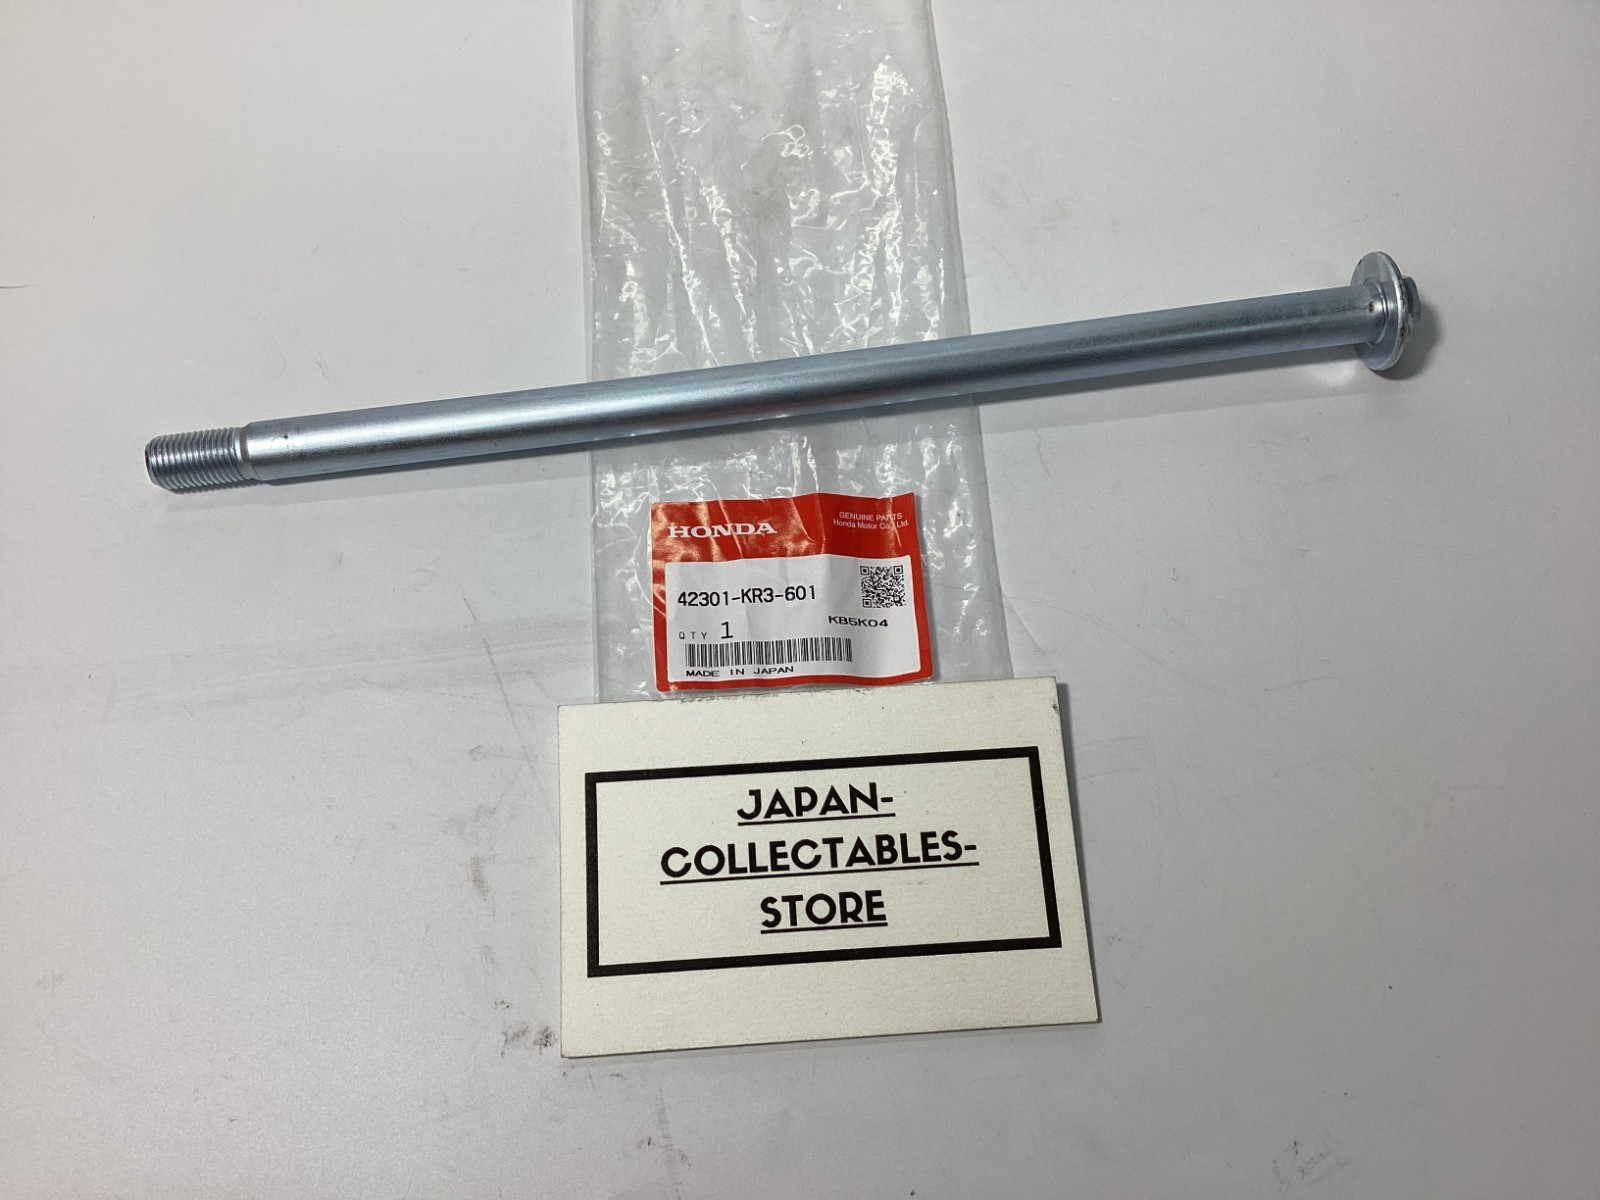 HONDA
GENUINE PARTS
Honda Motor Co., Ltd.
42301-KR3-601
KB5K04
QTY 1
MADE IN JAPAN
JAPAN-
COLLECTABLES-
STORE